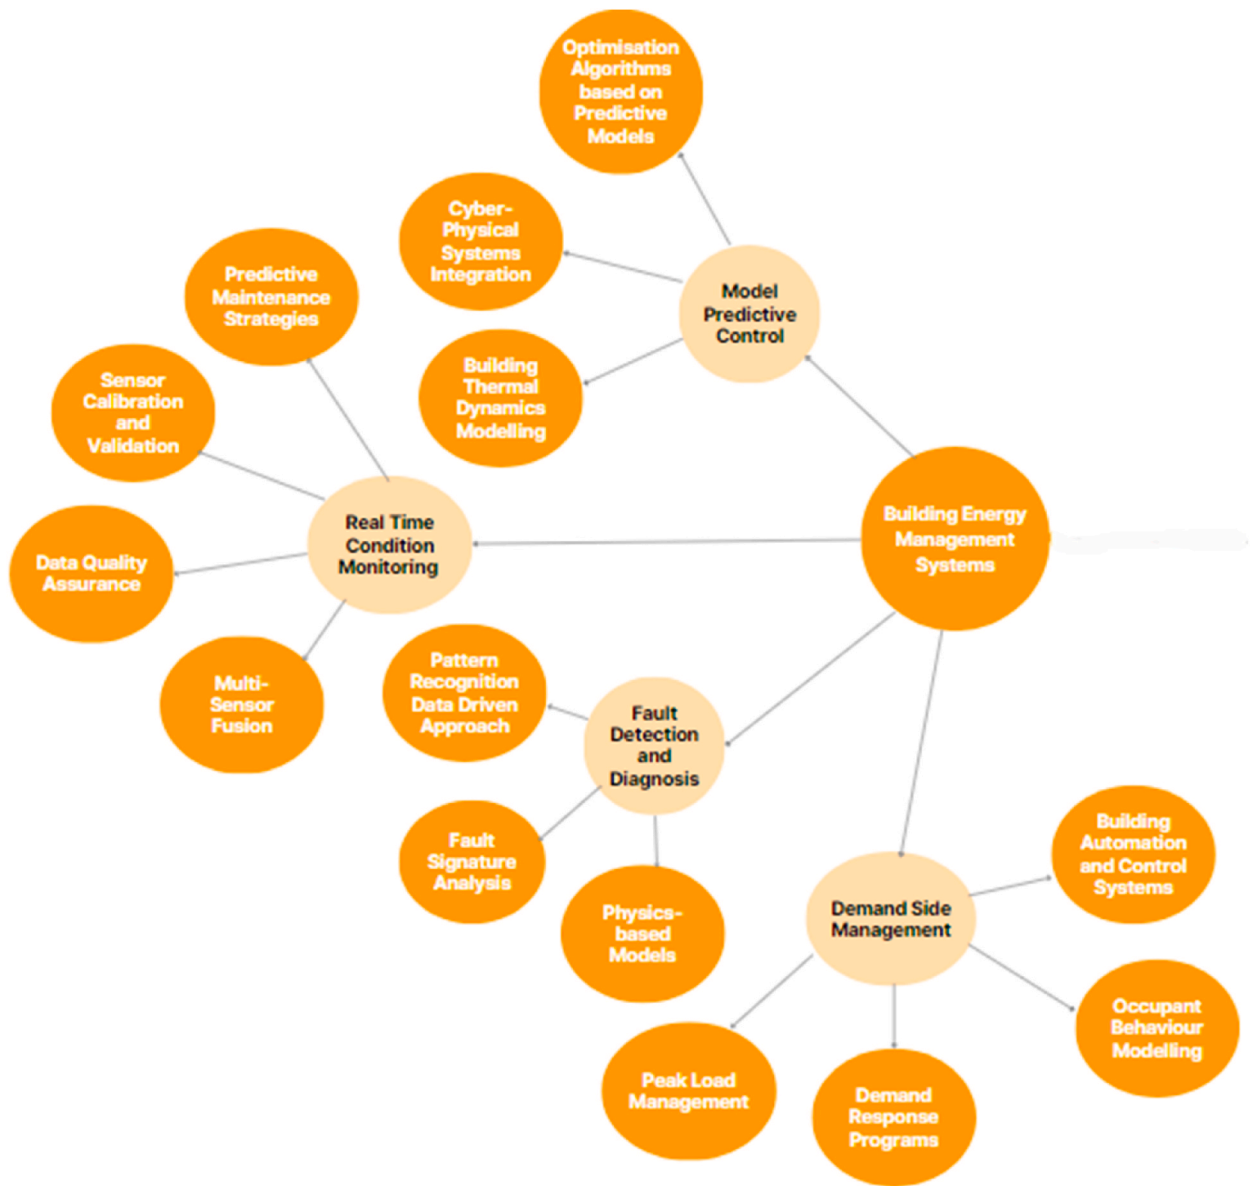 Optimisation
Algorithms
based on
Predictive
Models
Cyber-
Physical
Systems
Integration
Predictive
Maintenance
Strategies
Model
Predictive
Control
Building
Thermal
Dynamics
Modelling
Sensor
Calibration
and
Validation
Real Time
Condition
Monitoring
Building Energy
Management
Systems
Data Quality
Assurance
Multi-
Sensor
Fusion
Pattern
Recognition
Data Driven
Approach
Fault
Detection
and
Diagnosis
Fault
Signature
Analysis
Physics-
based
Models
Building
Automation
and Control
Systems
Demand Side
Management
Occupant
Behaviour
Modelling
Peak Load
Management
Demand
Response
Programs